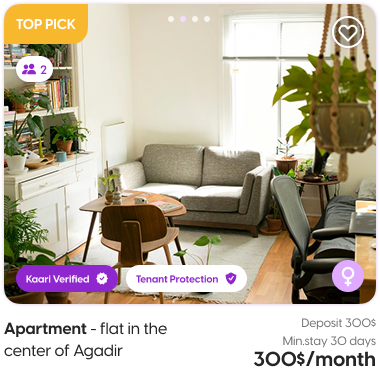 TOP PICK
2
Kaari Verified
Tenant Protection
Apartment - flat in the
center of Agadir
Deposit 300$
Min.stay 30 days
300$/month